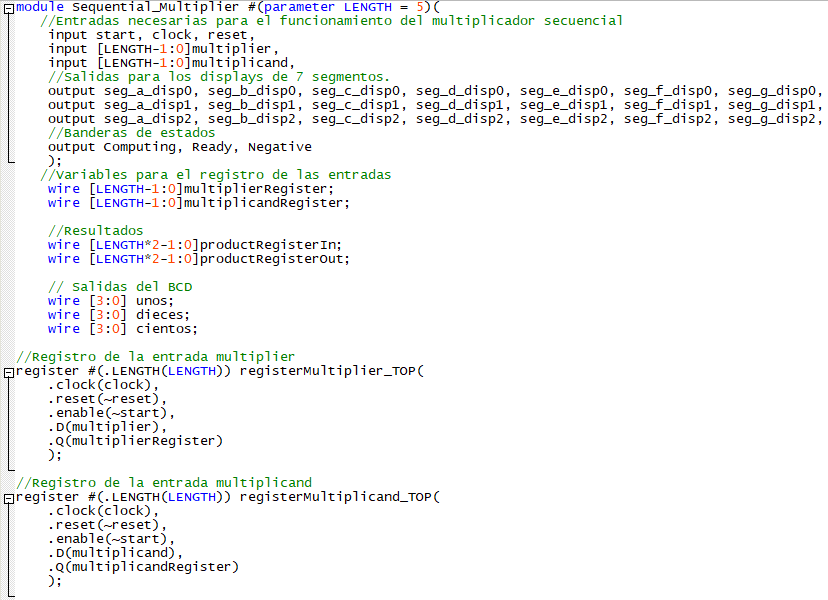 module Sequential_Multiplier #(parameter LENGTH = 5)(
//Entradas necesarias para el funcionamiento del multiplicador secuencial
input start, clock, reset,
input [LENGTH-1:0]multiplier,
input [LENGTH-1:0]multiplicand,
//Salidas para los displays de 7 segmentos.
output seg_a_disp0, seg_b_disp0, seg_c_disp0, seg_d_disp0, seg_e_disp0, seg_f_disp0, seg_g_disp0,
output seg_a_disp1, seg_b_disp1, seg_c_disp1, seg_d_disp1, seg_e_disp1, seg_f_disp1, seg_g_disp1,
output seg_a_disp2, seg_b_disp2, seg_c_disp2, seg_d_disp2, seg_e_disp2, seg_f_disp2, seg_g_disp2,
//Banderas de estados
output Computing, Ready, Negative
);
//Variables para el registro de las entradas
wire [LENGTH-1:0]multiplierRegister;
wire [LENGTH-1:0]multiplicandRegister;
//Resultados
wire [LENGTH*2-1:0]productRegisterIn;
wire [LENGTH*2-1:0]productRegisterOut;
// Salidas del BCD
wire [3:0] unos;
wire [3:0] dieces;
wire [3:0] cientos;
//Registro de la entrada multiplier
register #(.LENGTH(LENGTH)) registerMultiplier_TOP(
.clock(clock),
.reset(~reset),
.enable(~start),
.D(multiplier),
.Q(multiplierRegister)
);
//Registro de la entrada multiplicand
register #(.LENGTH(LENGTH)) registerMultiplicand_TOP(
.clock(clock),
.reset(~reset),
.enable(~start),
.D(multiplicand),
.Q(multiplicandRegister)
);